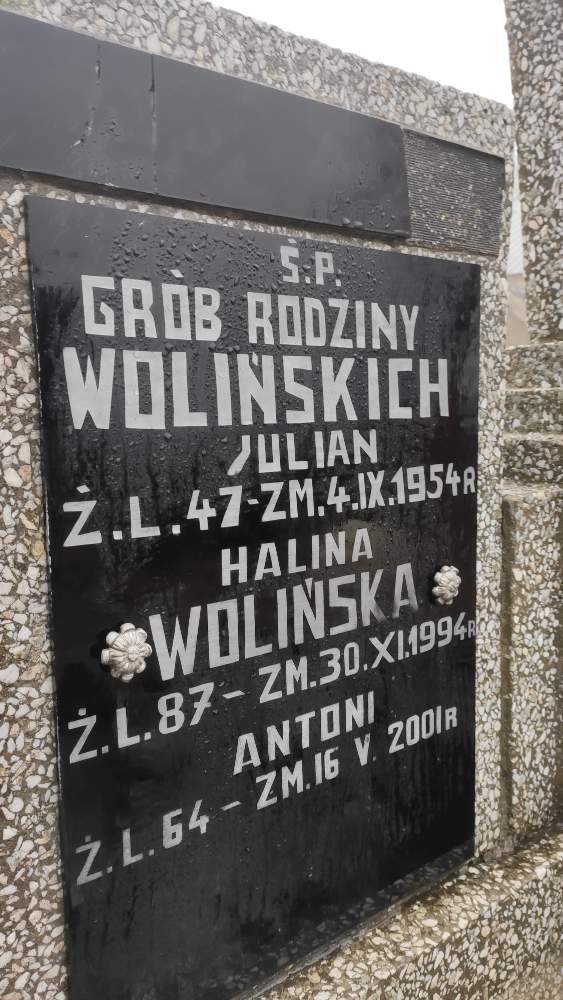 Ś.P.
GRÓB RODZINY
WOLIŃSKICH
JULIAN
Ż.L.47-ZM.4.IX.1954R
HALINA
WOLIŃSKA
Ż.L.87-ZM.30.XI.1994R
ANTONI
Ż.L.64-ZM.16 V.2001R